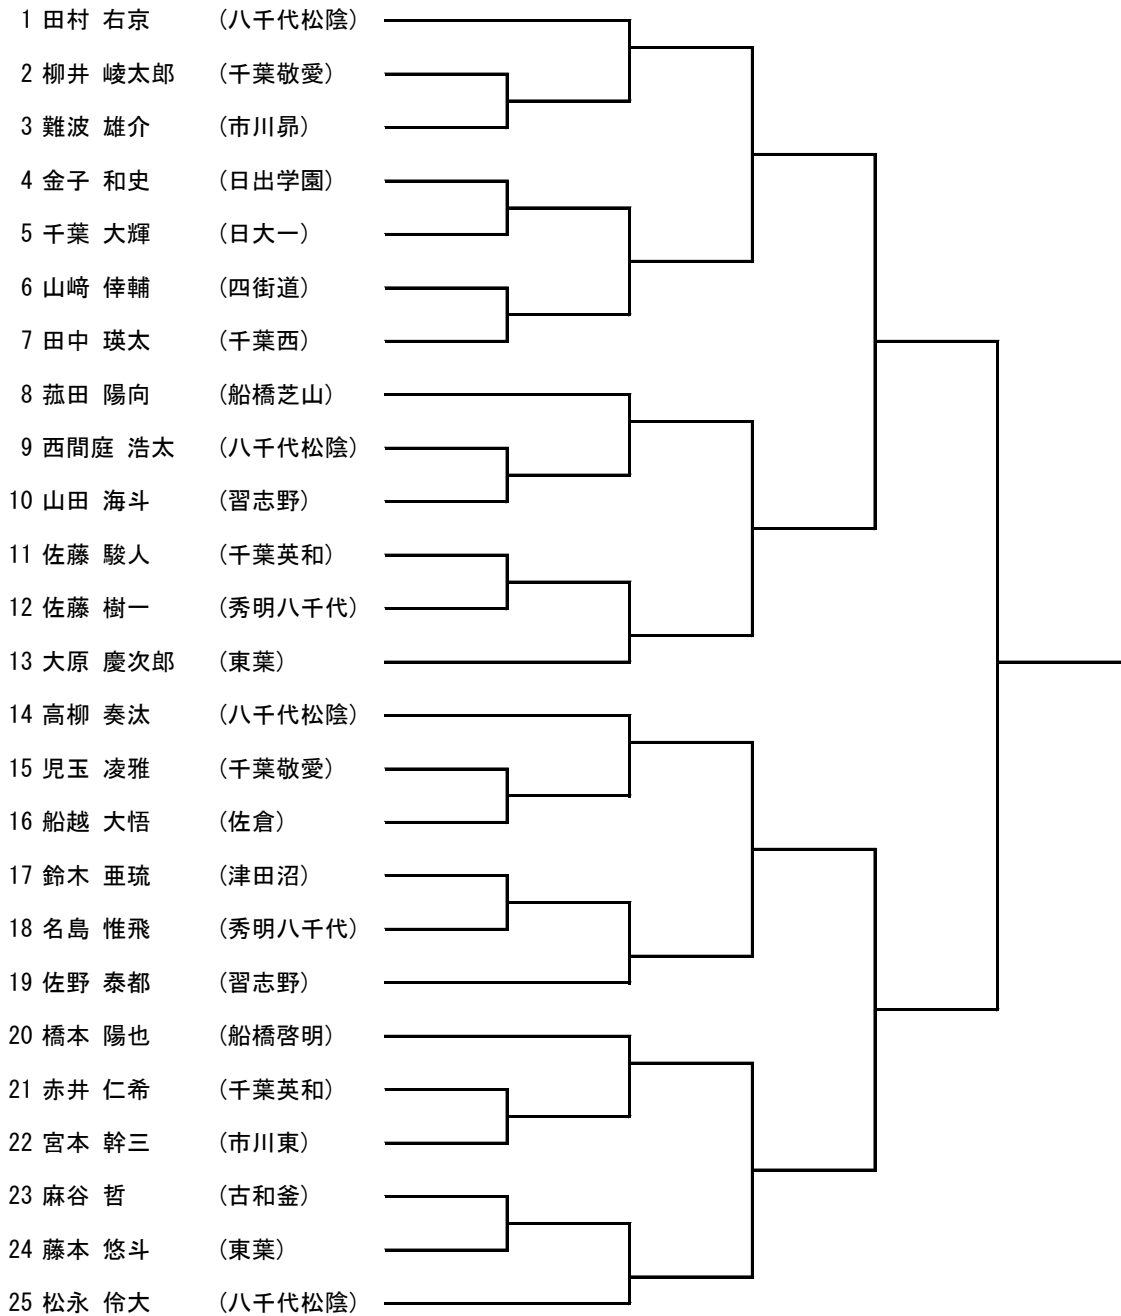 1 田村 右京 (八千代松陰)
2 柳井 崚太郎 (千葉敬愛)
3 難波 雄介 (市川昴)
4 金子 和史 (日出学園)
5 千葉 大輝 (日大一)
6 山﨑 倖輔 (四街道)
7 田中 瑛太 (千葉西)
8 菰田 陽向 (船橋芝山)
9 西間庭 浩太 (八千代松陰)
10 山田 海斗 (習志野)
11 佐藤 駿人 (千葉英和)
12 佐藤 樹一 (秀明八千代)
13 大原 慶次郎 (東葉)
14 高柳 奏汰 (八千代松陰)
15 児玉 凌雅 (千葉敬愛)
16 船越 大悟 (佐倉)
17 鈴木 亜琉 (津田沼)
18 名島 惟飛 (秀明八千代)
19 佐野 泰都 (習志野)
20 橋本 陽也 (船橋啓明)
21 赤井 仁希 (千葉英和)
22 宮本 幹三 (市川東)
23 麻谷 哲 (古和釜)
24 藤本 悠斗 (東葉)
25 松永 伶大 (八千代松陰)